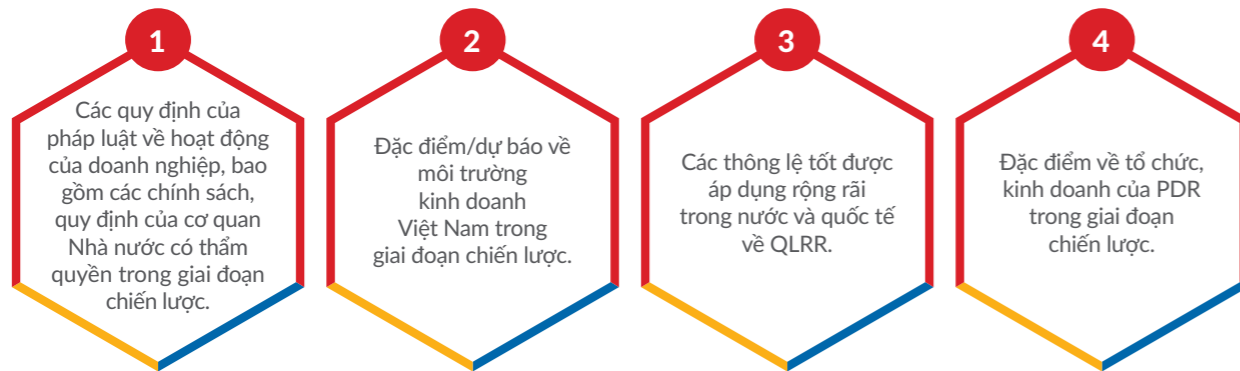 1
Các quy định của
pháp luật về hoạt động
của doanh nghiệp, bao
gồm các chính sách,
quy định của cơ quan
Nhà nước có thẩm
quyền trong giai đoạn
chiến lược.
2
Đặc điểm/dự báo về
môi trường
kinh doanh
Việt Nam trong
giai đoạn chiến lược.
3
Các thông lệ tốt được
áp dụng rộng rãi
trong nước và quốc tế
về QLRR.
4
Đặc điểm về tổ chức,
kinh doanh của PDR
trong giai đoạn
chiến lược.